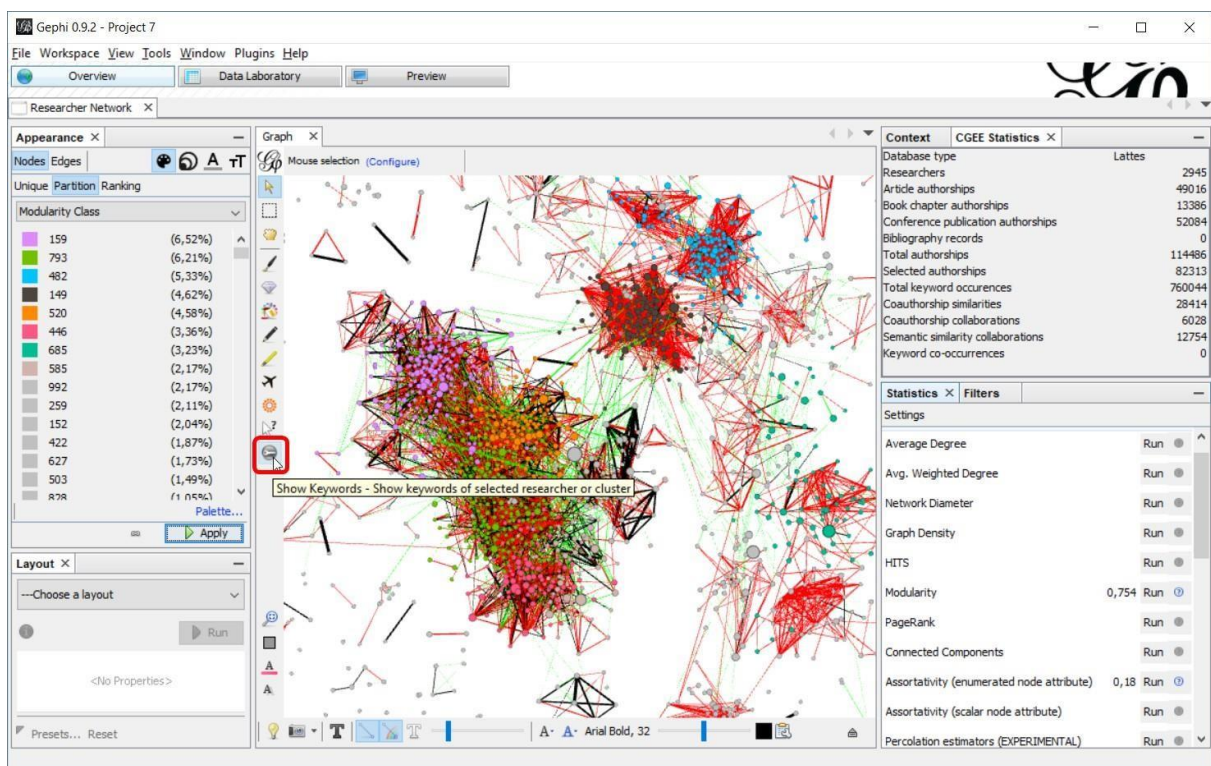 Gephi 0.9.2 - Project 7
File Workspace View Tools Window Plugins Help
Overview Data Laboratory Preview
Researcher Network
Appearance
Nodes Edges
Unique Partition Ranking
Modularity Class
159 (6,52%)
793 (6,21%)
482 (5,33%)
149 (4,62%)
520 (4,58%)
446 (3,36%)
685 (3,23%)
585 (2,17%)
992 (2,17%)
259 (2,11%)
152 (2,04%)
422 (1,87%)
627 (1,73%)
503 (1,49%)
828 (1,05%)
Palette...
Apply
Layout
---Choose a layout
Run
<No Properties>
Presets... Reset
Graph
Mouse selection (Configure)
Show Keywords - Show keywords of selected researcher or cluster
A- A- Arial Bold, 32
Context CGEE Statistics
Database type Lattes
Researchers 2945
Article authorships 49016
Book chapter authorships 13386
Conference publication authorships 52084
Bibliography records 0
Total authorships 114486
Selected authorships 82313
Total keyword occurences 760044
Coauthorship similarities 28414
Coauthorship collaborations 6028
Semantic similarity collaborations 12754
Keyword co-occurrences 0
Statistics Filters
Settings
Average Degree Run
Avg. Weighted Degree Run
Network Diameter Run
Graph Density Run
HITS Run
Modularity 0,754 Run
PageRank Run
Connected Components Run
Assortativity (enumerated node attribute) 0,18 Run
Assortativity (scalar node attribute) Run
Percolation estimators (EXPERIMENTAL) Run